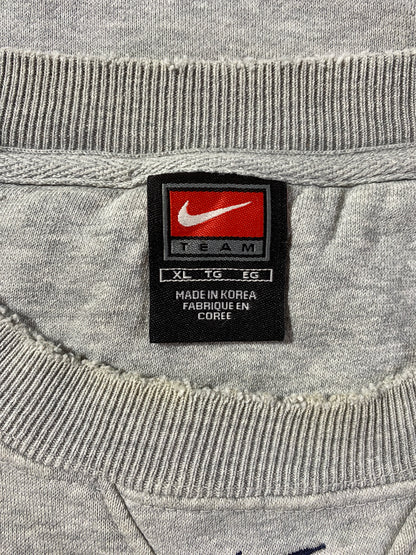 TEAM
XL TG EG
MADE IN KOREA
FABRIQUE EN
COREE